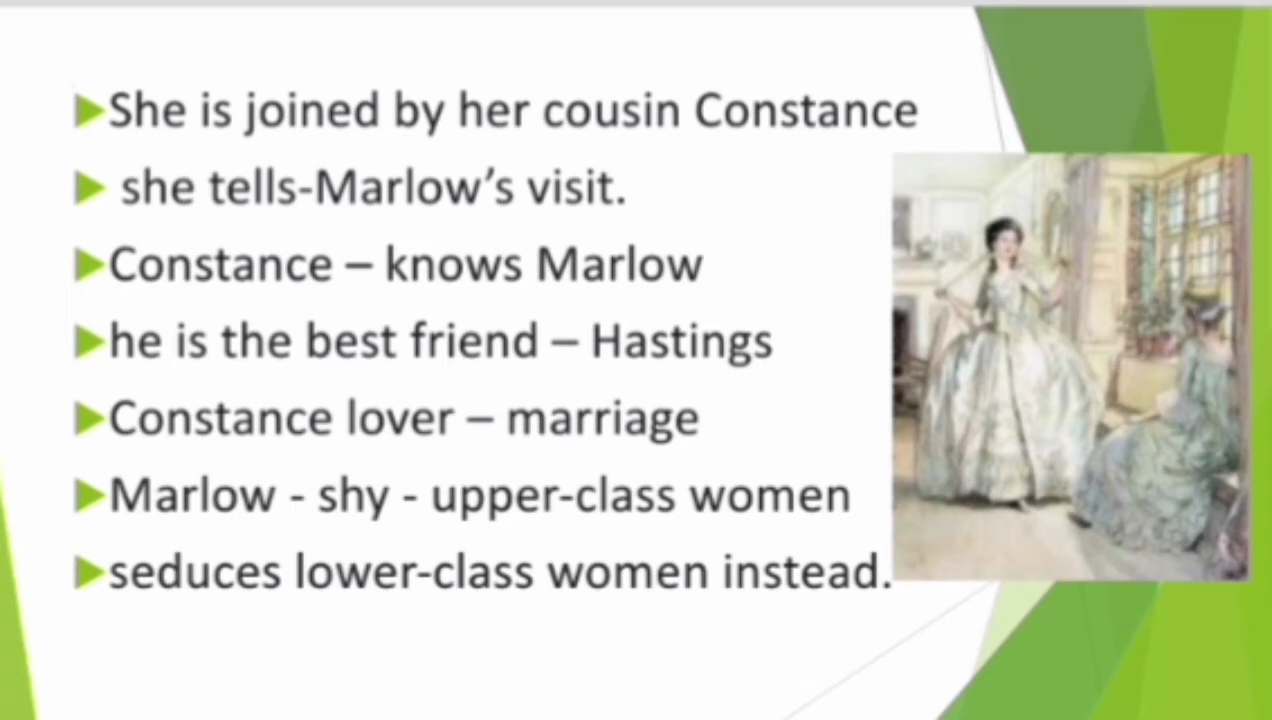 She is joined by her cousin Constance
she tells-Marlow’s visit.
Constance – knows Marlow
he is the best friend – Hastings
Constance lover – marriage
Marlow - shy - upper-class women
seduces lower-class women instead.